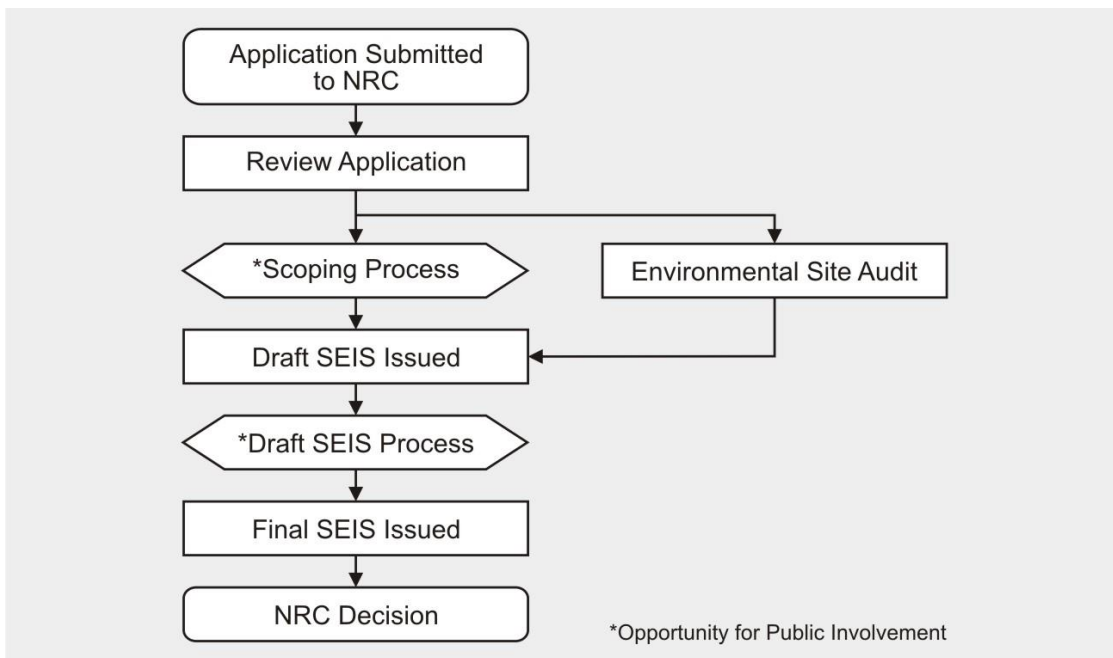 Application Submitted
to NRC
Review Application
*Scoping Process
Environmental Site Audit
Draft SEIS Issued
*Draft SEIS Process
Final SEIS Issued
NRC Decision
*Opportunity for Public Involvement